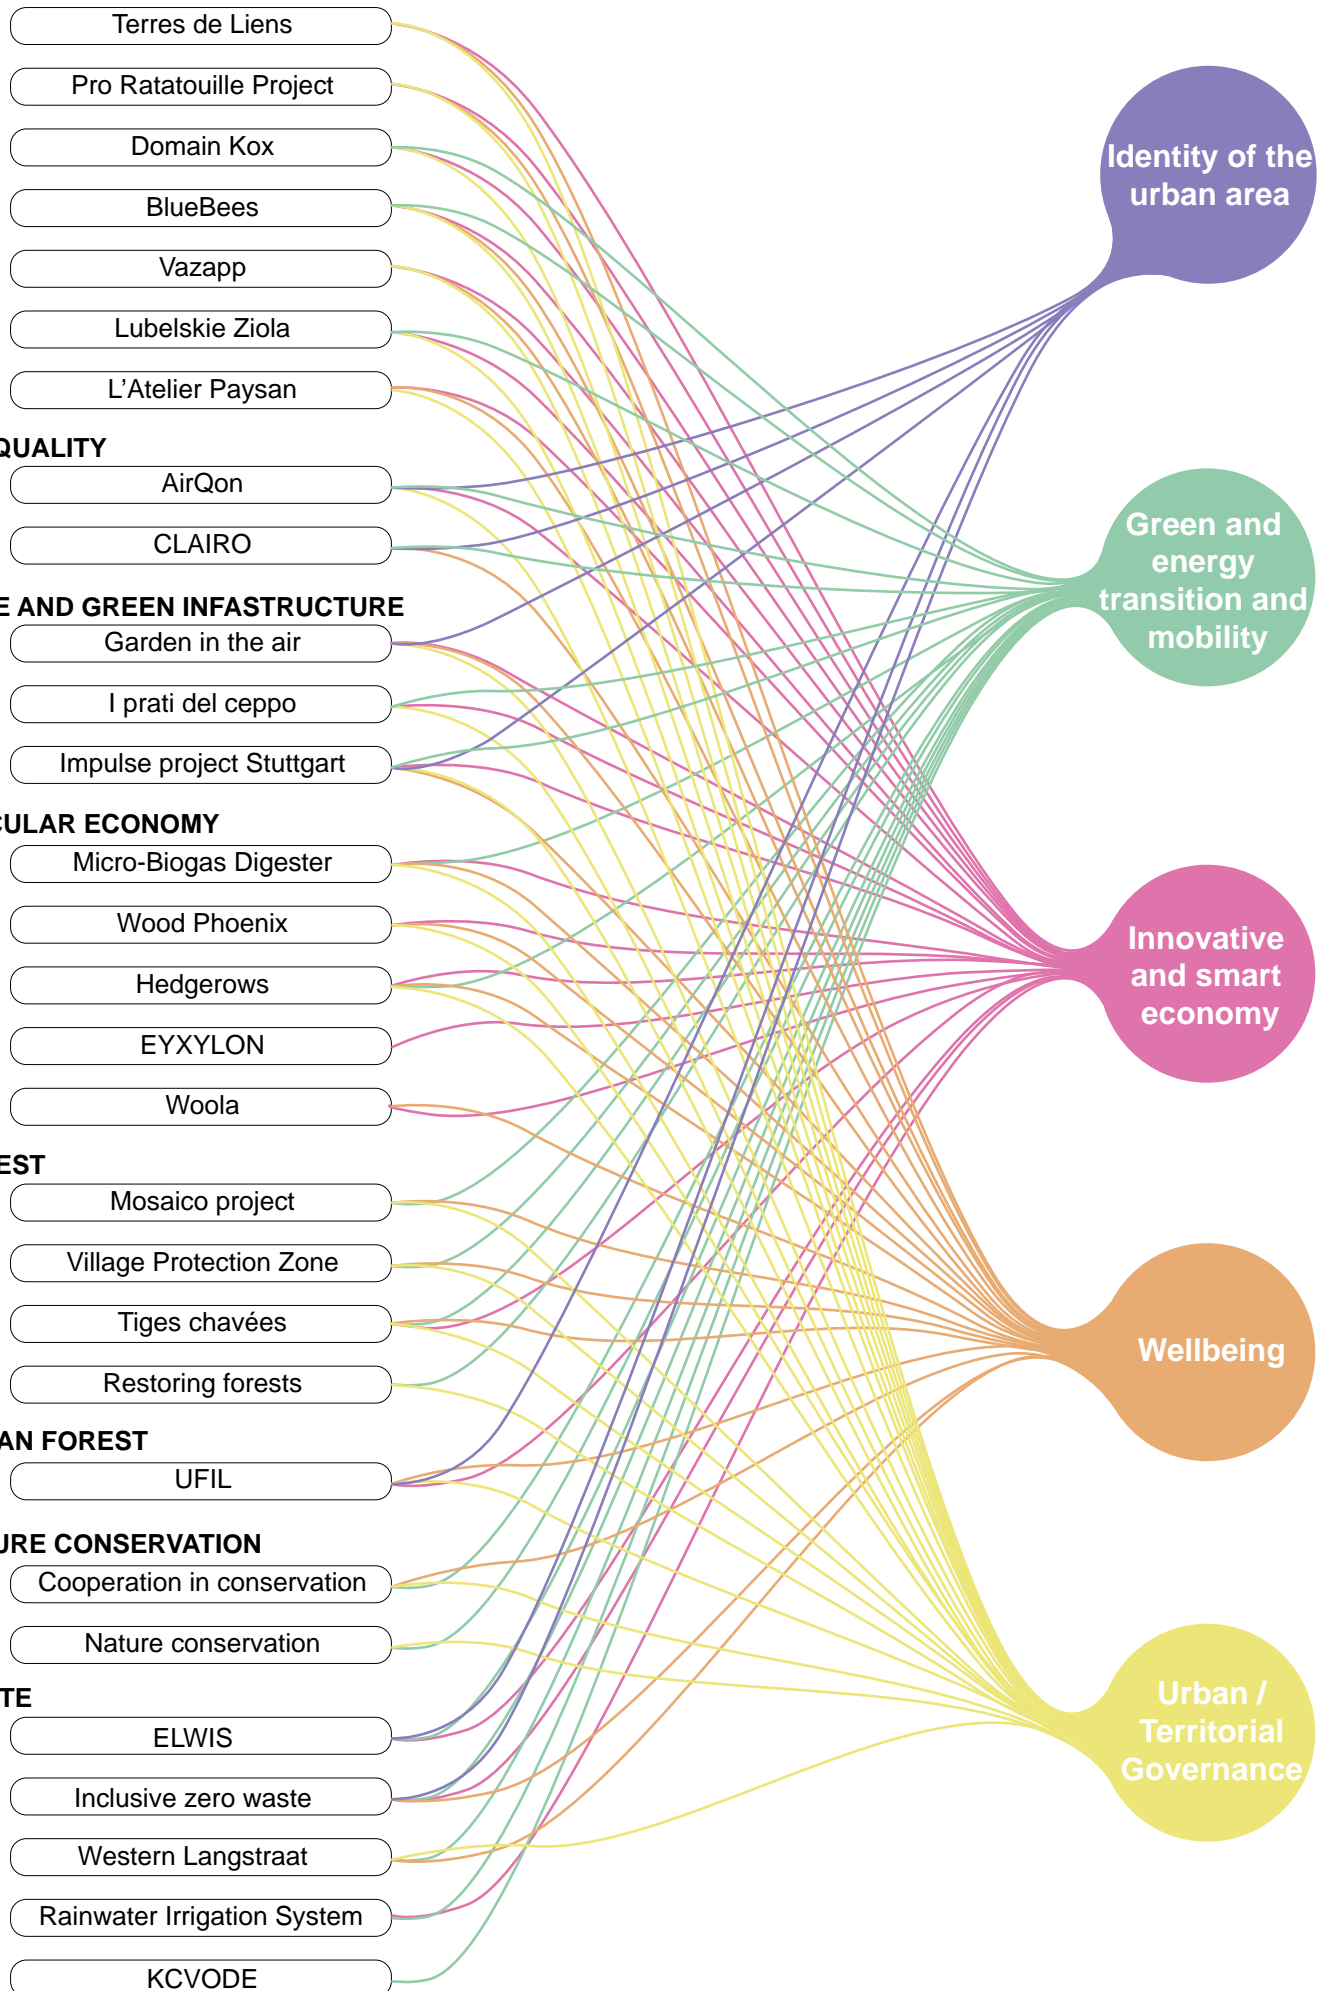 Terres de Liens
Pro Ratatouille Project
Domain Kox
BlueBees
Vazapp
Lubelskie Ziola
L’Atelier Paysan
QUALITY
AirQon
CLAIRO
E AND GREEN INFASTRUCTURE
Garden in the air
I prati del ceppo
Impulse project Stuttgart
CULAR ECONOMY
Micro-Biogas Digester
Wood Phoenix
Hedgerows
EYXYLON
Woola
EST
Mosaico project
Village Protection Zone
Tiges chavées
Restoring forests
AN FOREST
UFIL
URE CONSERVATION
Cooperation in conservation
Nature conservation
TE
ELWIS
Inclusive zero waste
Western Langstraat
Rainwater Irrigation System
KCVODE
Identity of the
urban area
Green and
energy
transition and
mobility
Innovative
and smart
economy
Wellbeing
Urban /
Territorial
Governance